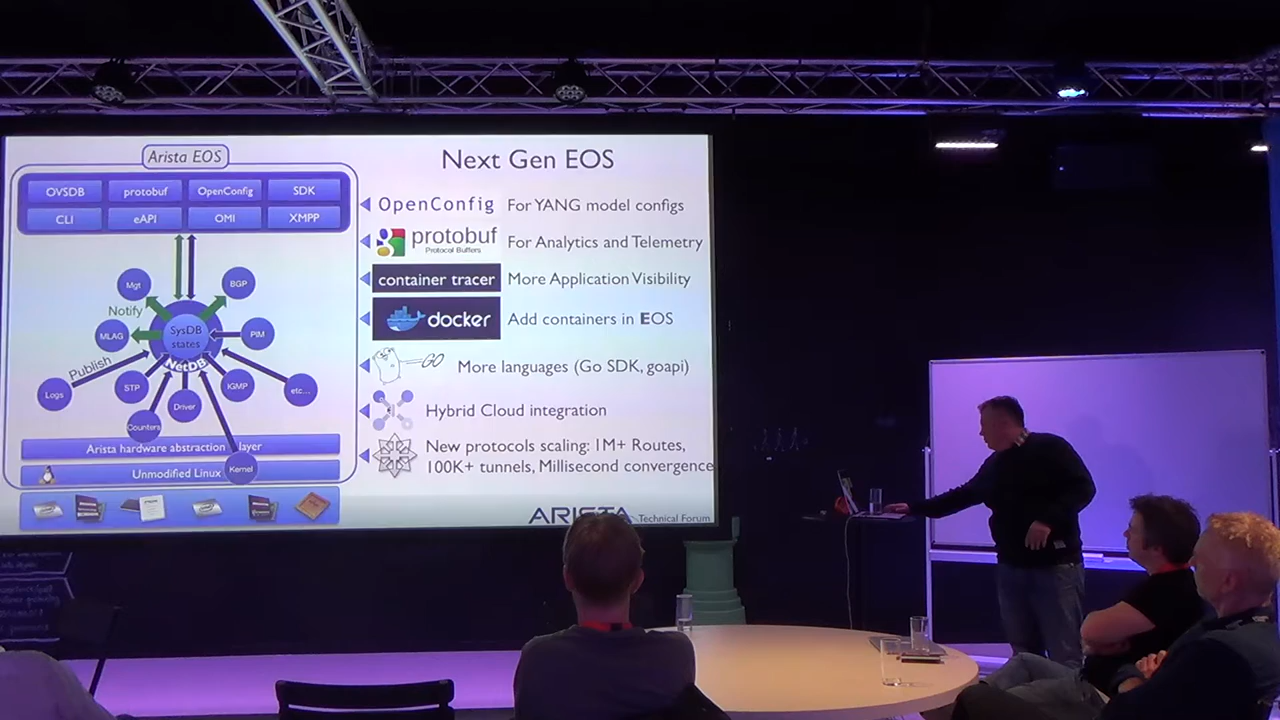 Arista EOS
OVSDB protobuf OpenConfig SDK
CLI eAPI OMI XMPP
Mgt
BGP
Notify
MLAG
SysDB
states
PIM
NetDB
Publish
Logs
STP
IGMP
etc...
Driver
Counters
Arista hardware abstraction layer
Unmodified Linux
Kernel
Next Gen EOS
OpenConfig For YANG model configs
protobuf For Analytics and Telemetry
Protocol Buffers
container tracer More Application Visibility
docker Add containers in EOS
GO More languages (Go SDK, goapi)
Hybrid Cloud integration
New protocols scaling: 1M+ Routes,
100K+ tunnels, Millisecond convergence
ARISTA Technical Forum